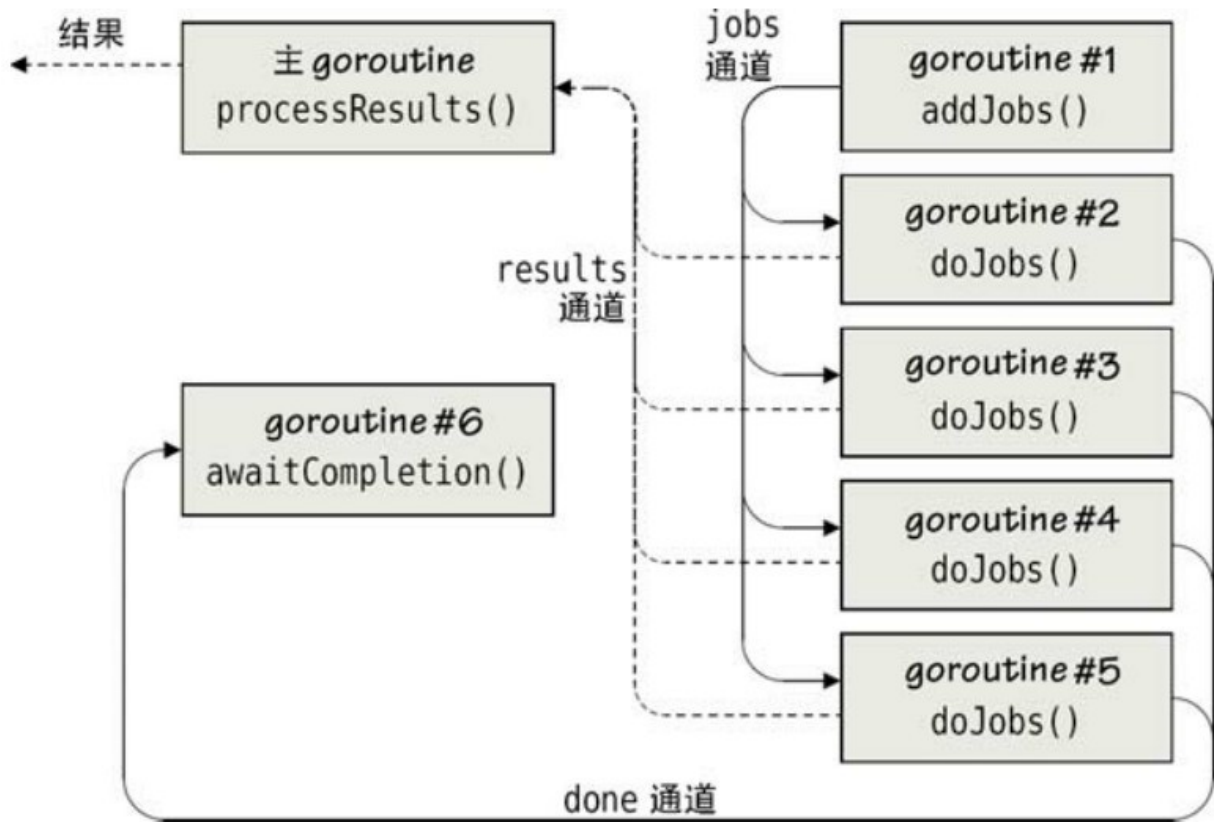 结果
主 goroutine
processResults()
jobs
通道
goroutine #1
addJobs()
goroutine #2
doJobs()
results
通道
goroutine #3
doJobs()
goroutine #6
awaitCompletion()
goroutine #4
doJobs()
goroutine #5
doJobs()
done 通道